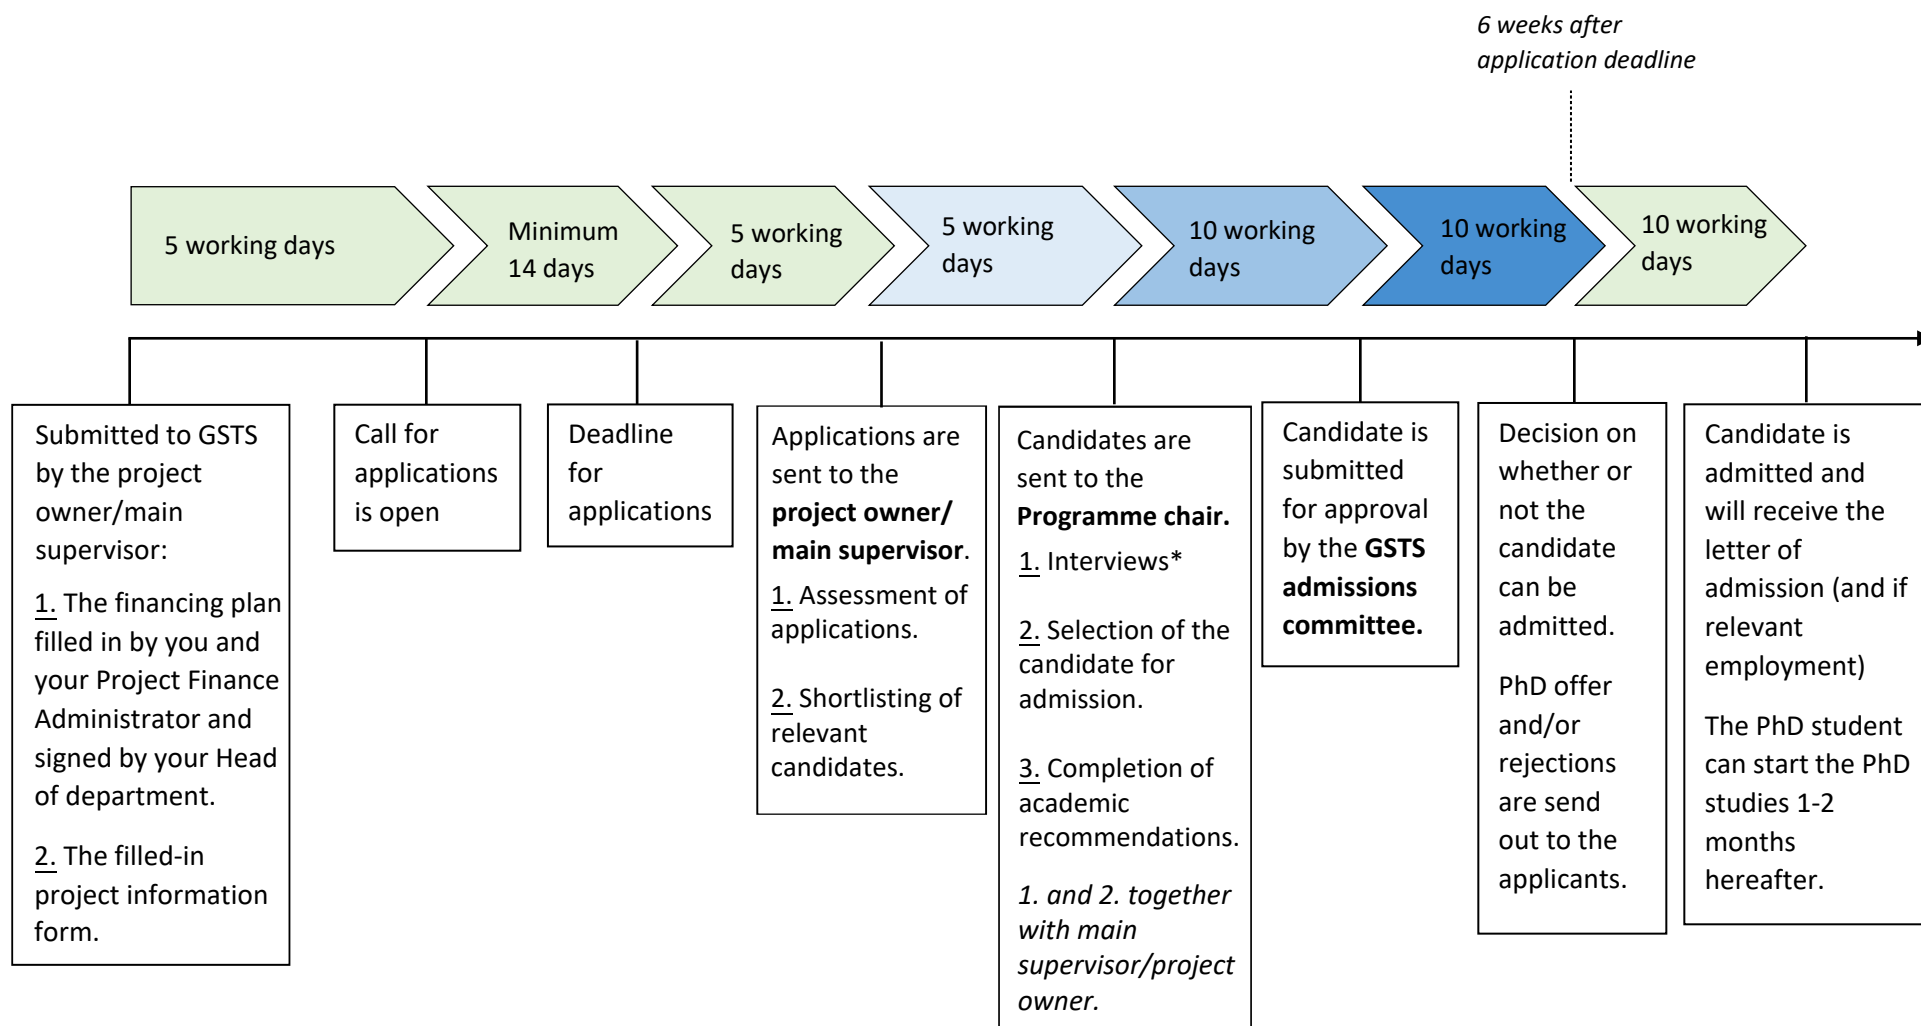 6 weeks after
application deadline
5 working days
Minimum
14 days
5 working
days
5 working
days
10 working
days
10 working
days
10 working
days
Submitted to GSTS
by the project
owner/main
supervisor:
1. The financing plan
filled in by you and
your Project Finance
Administrator and
signed by your Head
of department.
2. The filled-in
project information
form.
Call for
applications
is open
Deadline
for
applications
Applications are
sent to the
project owner/
main supervisor.
1. Assessment of
applications.
2. Shortlisting of
relevant
candidates.
Candidates are
sent to the
Programme chair.
1. Interviews*
2. Selection of the
candidate for
admission.
3. Completion of
academic
recommendations.
1. and 2. together
with main
supervisor/project
owner.
Candidate is
submitted
for approval
by the GSTS
admissions
committee.
Decision on
whether or
not the
candidate
can be
admitted.
PhD offer
and/or
rejections
are send
out to the
applicants.
Candidate is
admitted and
will receive the
letter of
admission (and if
relevant
employment)
The PhD student
can start the PhD
studies 1-2
months
hereafter.